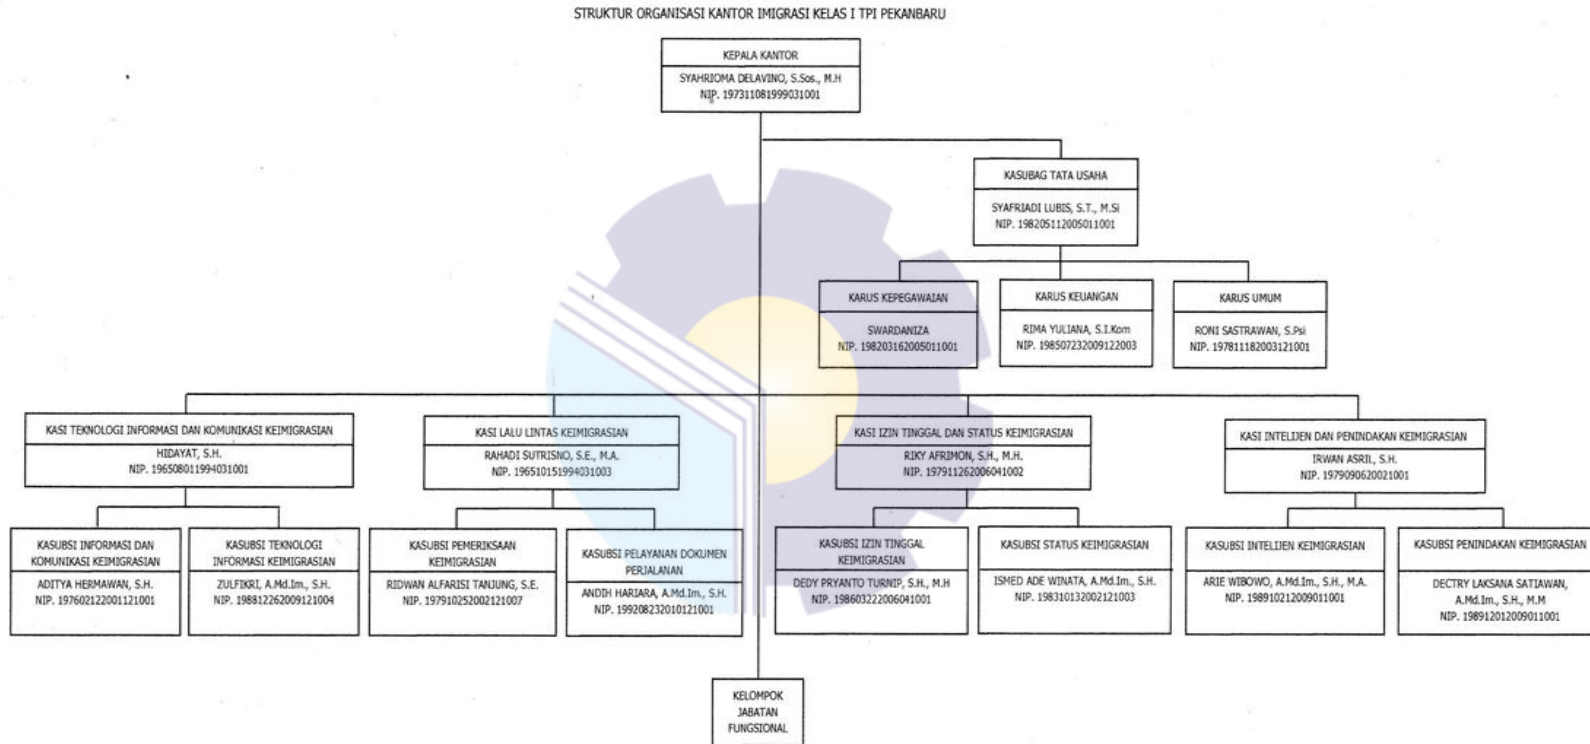 STRUKTUR ORGANISASI KANTOR IMIGRASI KELAS I TPI PEKANBARU
KEPALA KANTOR
SYAHRIOMA DELAVINO, S.Sos., M.H
NIP. 197311081999031001
KASUBAG TATA USAHA
SYAFRIADI LUBIS, S.T., M.Si
NIP. 198205112005011001
KARUS KEPEGAWAIAN
SWARDANIZA
NIP. 198203162005011001
KARUS KEUANGAN
RIMA YULIANA, S.I.Kom
NIP. 198507232009122003
KARUS UMUM
RONI SASTRAWAN, S.Psi
NIP. 197811182003121001
KASI TEKNOLOGI INFORMASI DAN KOMUNIKASI KEIMIGRASIAN
HIDAYAT, S.H.
NIP. 196508011994031001
KASI LALU LINTAS KEIMIGRASIAN
RAHADI SUTRISNO, S.E., M.A.
NIP. 196510151994031003
KASI IZIN TINGGAL DAN STATUS KEIMIGRASIAN
RIKY AFRIMON, S.H., M.H.
NIP. 197911262006041002
KASI INTELIJEN DAN PENINDAKAN KEIMIGRASIAN
IRWAN ASRIL, S.H.
NIP. 1979090620021001
KASUBSI INFORMASI DAN
KOMUNIKASI KEIMIGRASIAN
ADITYA HERMAWAN, S.H.
NIP. 197602122001121001
KASUBSI TEKNOLOGI
INFORMASI KEIMIGRASIAN
ZULFIKRI, A.Md.Im., S.H.
NIP. 198812262009121004
KASUBSI PEMERIKSAAN
KEIMIGRASIAN
RIDWAN ALFARISI TANJUNG, S.E.
NIP. 197910252002121007
KASUBSI PELAYANAN DOKUMEN
PERJALANAN
ANDIH HARIARA, A.Md.Im., S.H.
NIP. 199208232010121001
KASUBSI IZIN TINGGAL
KEIMIGRASIAN
DEDY PRYANTO TURNIP, S.H., M.H
NIP. 198603222006041001
KASUBSI STATUS KEIMIGRASIAN
ISMED ADE WINATA, A.Md.Im., S.H.
NIP. 198310132002121003
KASUBSI INTELIJEN KEIMIGRASIAN
ARIE WIBOWO, A.Md.Im., S.H., M.A.
NIP. 198910212009011001
KASUBSI PENINDAKAN KEIMIGRASIAN
DECTRY LAKSANA SATIAWAN,
A.Md.Im., S.H., M.M
NIP. 198912012009011001
KELOMPOK
JABATAN
FUNGSIONAL